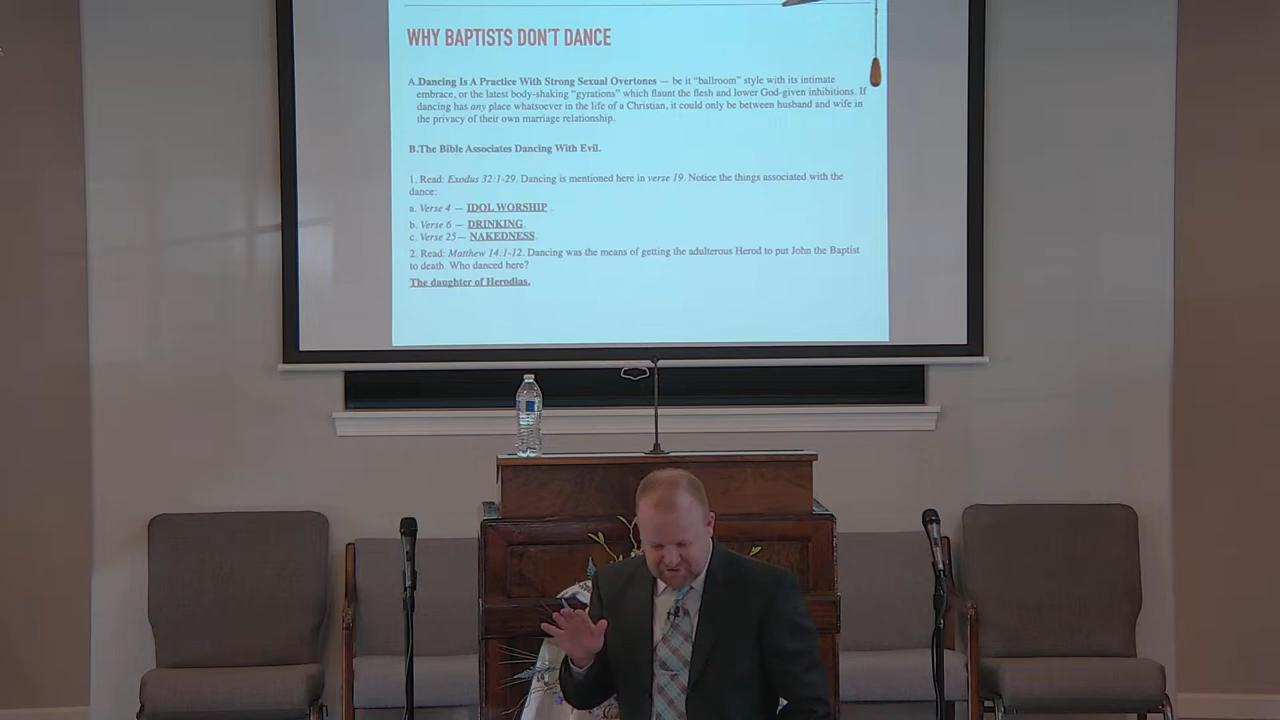 WHY BAPTISTS DON'T DANCE
A.Dancing Is A Practice With Strong Sexual Overtones — be it "ballroom" style with its intimate
embrace, or the latest body-shaking "gyrations" which flaunt the flesh and lower God-given inhibitions. If
dancing has any place whatsoever in the life of a Christian, it could only be between husband and wife in
the privacy of their own marriage relationship.
B.The Bible Associates Dancing With Evil.
1. Read: Exodus 32:1-29. Dancing is mentioned here in verse 19. Notice the things associated with the
dance:
a. Verse 4 — IDOL WORSHIP.
b. Verse 6 — DRINKING.
c. Verse 25— NAKEDNESS.
2. Read: Matthew 14:1-12. Dancing was the means of getting the adulterous Herod to put John the Baptist
to death. Who danced here?
The daughter of Herodias.